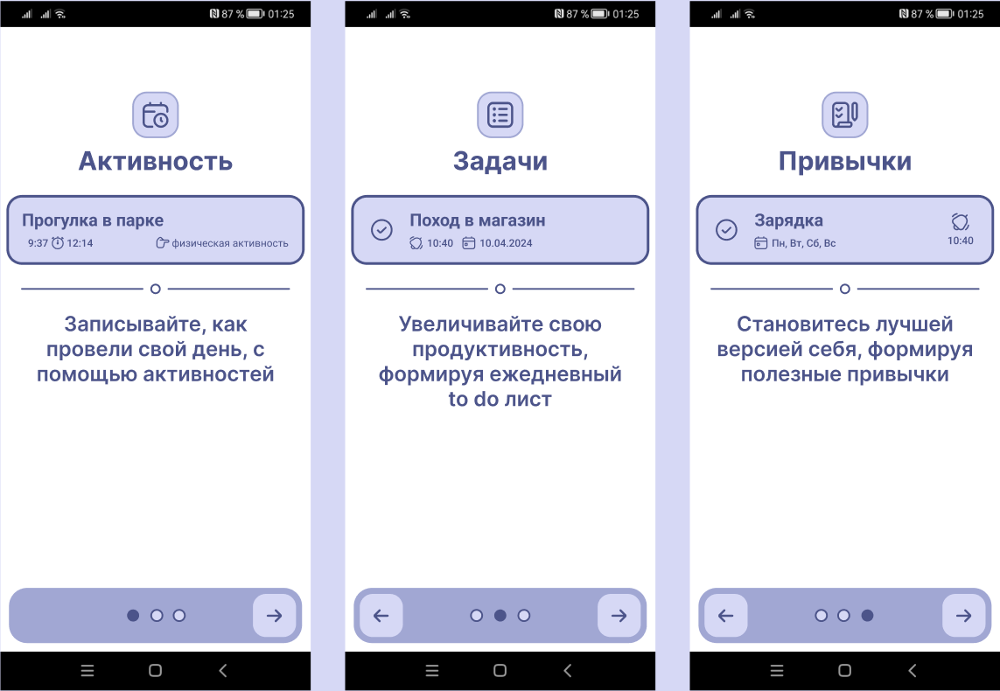 87 % 01:25
Активность
Прогулка в парке
9:37 12:14 физическая активность
Записывайте, как
провели свой день, с
помощью активностей
87 % 01:25
Задачи
Поход в магазин
10:40 10.04.2024
Увеличивайте свою
продуктивность,
формируя ежедневный
to do лист
87 % 01:25
Привычки
Зарядка
Пн, Вт, Сб, Вс
10:40
Становитесь лучшей
версией себя, формируя
полезные привычки